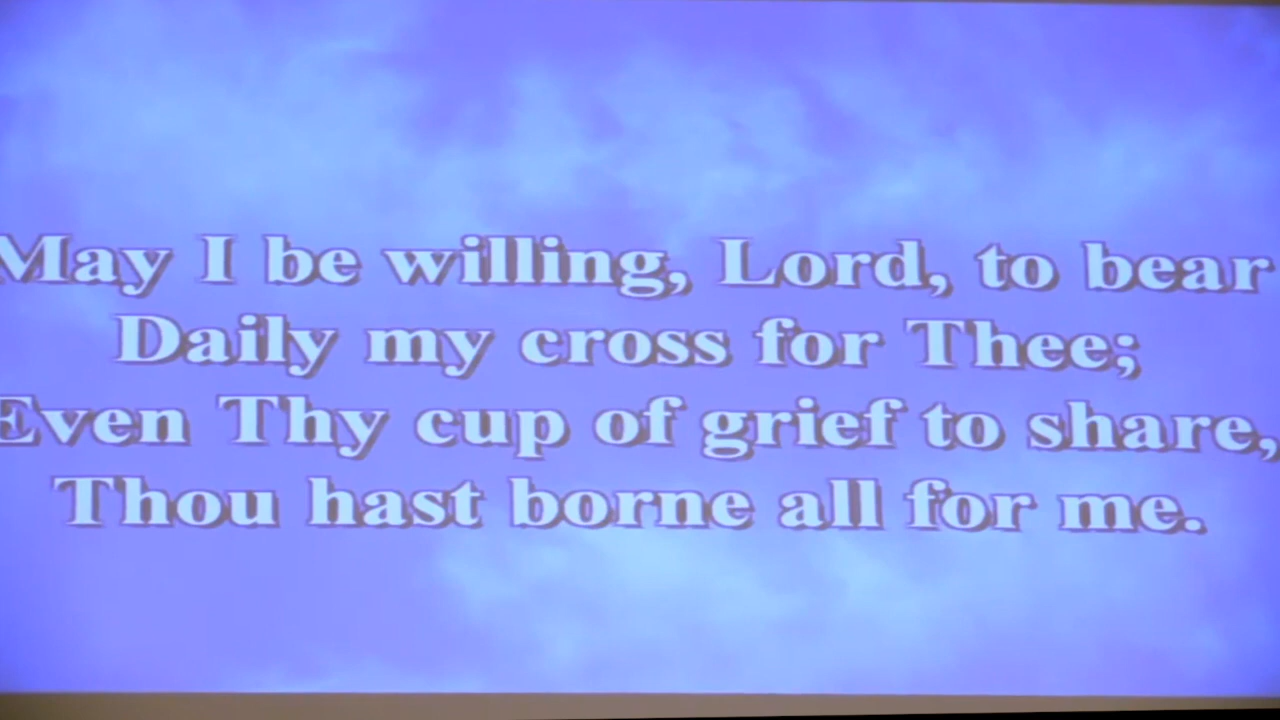 May I be willing, Lord, to bear
Daily my cross for Thee;
Even Thy cup of grief to share,
Thou hast borne all for me.